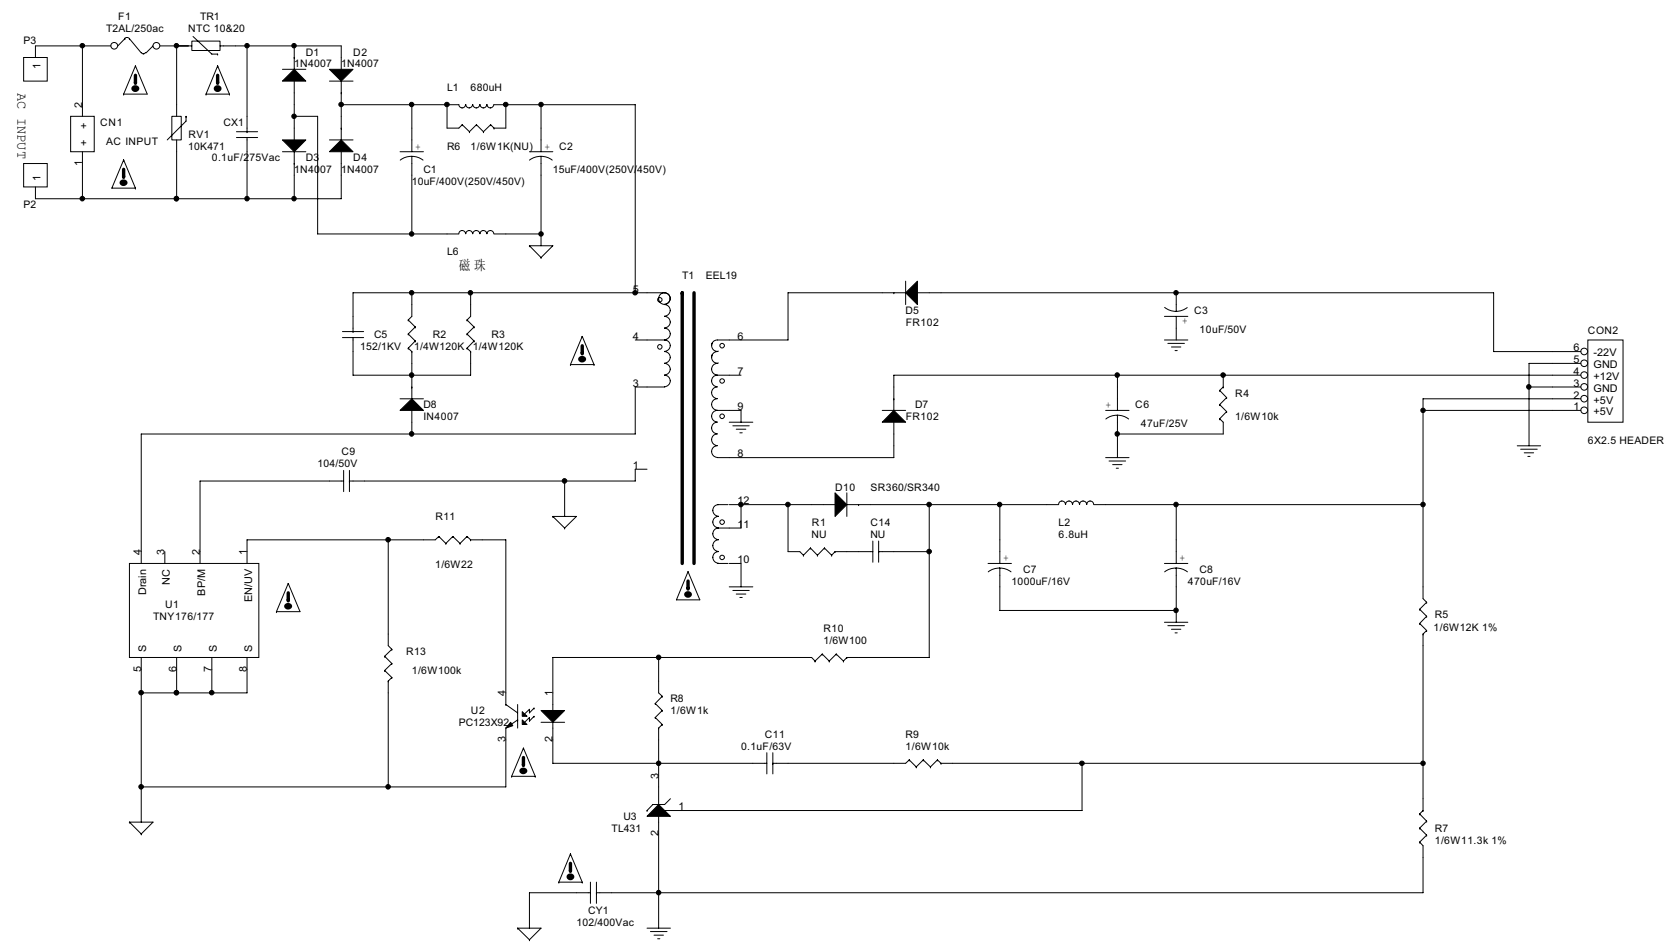 F1
T2AL/250ac
TR1
NTC 10&20
P3
1
AC INPUT
1
P2
2
CN1
AC INPUT
1
RV1
10K471
CX1
0.1uF/275Vac
D1
1N4007
D2
1N4007
D3
1N4007
D4
1N4007
L1 680uH
R6 1/6W1K(NU)
C1
10uF/400V(250V/450V)
C2
15uF/400V(250V/450V)
L6
磁珠
T1 EEL19
5
4
3
1
C5
152/1KV
R2
1/4W120K
R3
1/4W120K
D8
IN4007
C9
104/50V
R11
1/6W22
4
3
2
1
Drain
NC
BP/M
EN/UV
U1
TNY176/177
S
S
S
S
5
6
7
8
R13
1/6W100k
6
7
9
8
12
11
10
D5
FR102
C3
10uF/50V
D7
FR102
C6
47uF/25V
R4
1/6W10k
CON2
6 -22V
5 GND
4 +12V
3 GND
2 +5V
1 +5V
6X2.5 HEADER
D10 SR360/SR340
R1
NU
C14
NU
L2
6.8uH
C7
1000uF/16V
C8
470uF/16V
R5
1/6W12K 1%
R10
1/6W100
R8
1/6W1k
U2
PC123X92
4
3
1
2
C11
0.1uF/63V
R9
1/6W10k
3
1
U3
TL431
2
R7
1/6W11.3k 1%
CY1
102/400Vac